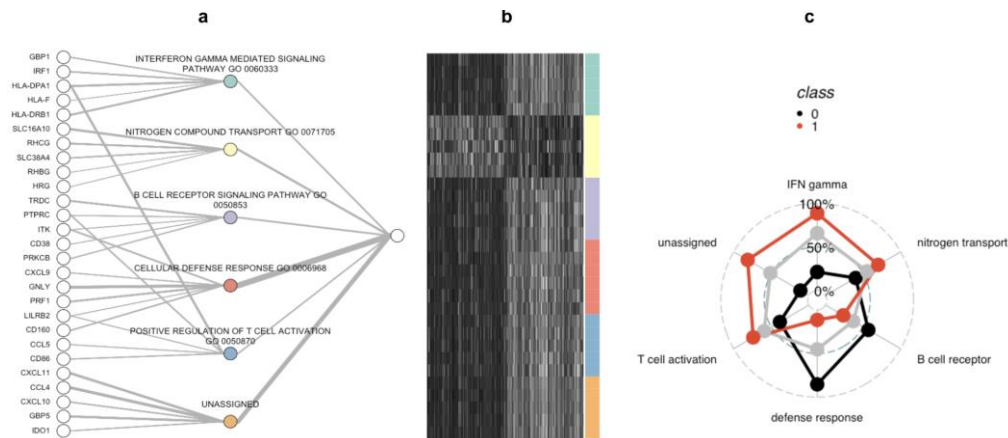 a
b
c
GBP1
IRF1
HLA-DPA1
HLA-F
HLA-DRB1
SLC16A10
RHCG
SLC38A4
RHBG
HRG
TRDC
PTPRC
ITK
CD38
PRKCB
CXCL9
GNLY
PRF1
LILRB2
CD160
CCL5
CD86
CXCL11
CCL4
CXCL10
GBP5
IDO1
INTERFERON GAMMA MEDIATED SIGNALING
PATHWAY GO 0060333
NITROGEN COMPOUND TRANSPORT GO 0071705
B CELL RECEPTOR SIGNALING PATHWAY GO
0050853
CELLULAR DEFENSE RESPONSE GO 0006968
POSITIVE REGULATION OF T CELL ACTIVATION
GO 0050870
UNASSIGNED
class
0
1
IFN gamma
100%
unassigned
nitrogen transport
50%
0%
T cell activation
B cell receptor
defense response